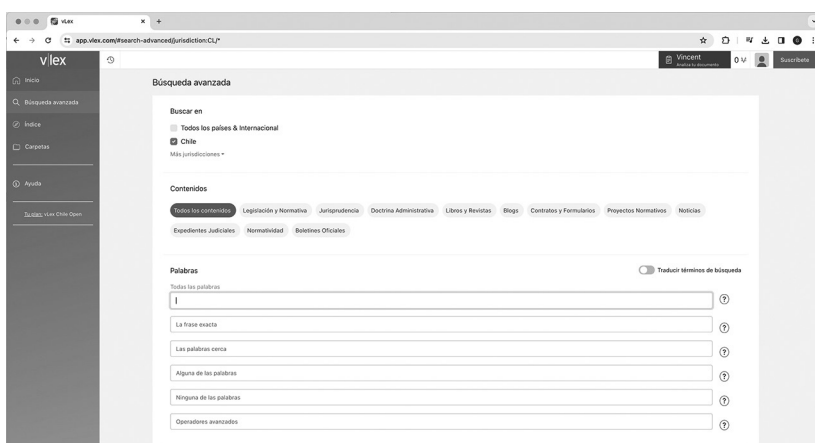 vLex
app.vlex.com/#search-advanced/jurisdiction:CL/*
v|lex
Vincent
Analiza tu documento
0
Suscríbete
Inicio
Búsqueda avanzada
Índice
Carpetas
Ayuda
Tu plan: vLex Chile Open
Búsqueda avanzada
Buscar en
Todos los países & Internacional
Chile
Más jurisdicciones
Contenidos
Todos los contenidos Legislación y Normativa Jurisprudencia Doctrina Administrativa Libros y Revistas Blogs Contratos y Formularios Proyectos Normativos Noticias
Expedientes Judiciales Normatividad Boletines Oficiales
Palabras
Traducir términos de búsqueda
Todas las palabras
La frase exacta
Las palabras cerca
Alguna de las palabras
Ninguna de las palabras
Operadores avanzados